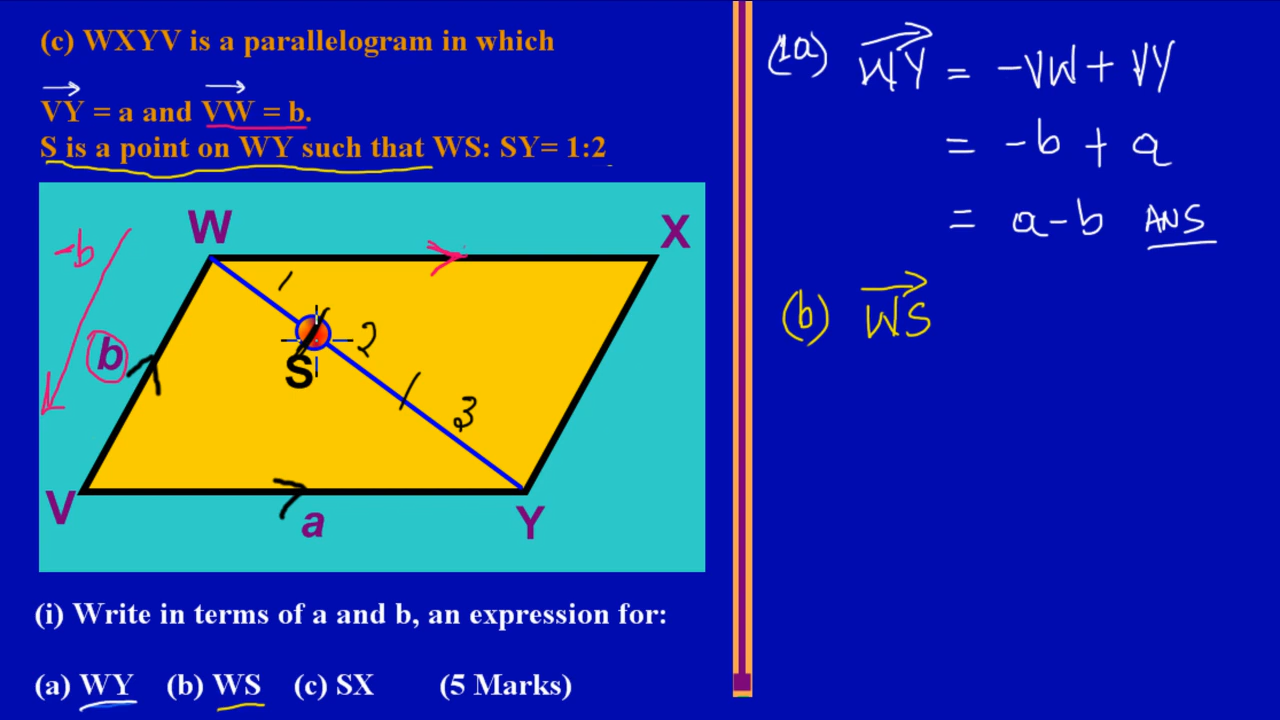 (c) WXYV is a parallelogram in which
VY = a and VW = b.
S is a point on WY such that WS: SY= 1:2
W
X
-b
1
2
b
S
3
V
a
Y
(i) Write in terms of a and b, an expression for:
(a) WY (b) WS (c) SX (5 Marks)
(1a) WY = -VW + VY
= -b + a
= a - b ANS
(b) WS